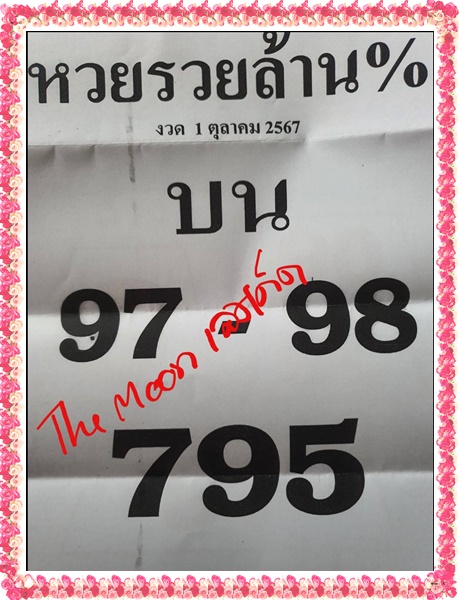 หวยรวยล้าน%
งวด 1 ตุลาคม 2567
บน
97 - 98
The Moon
795